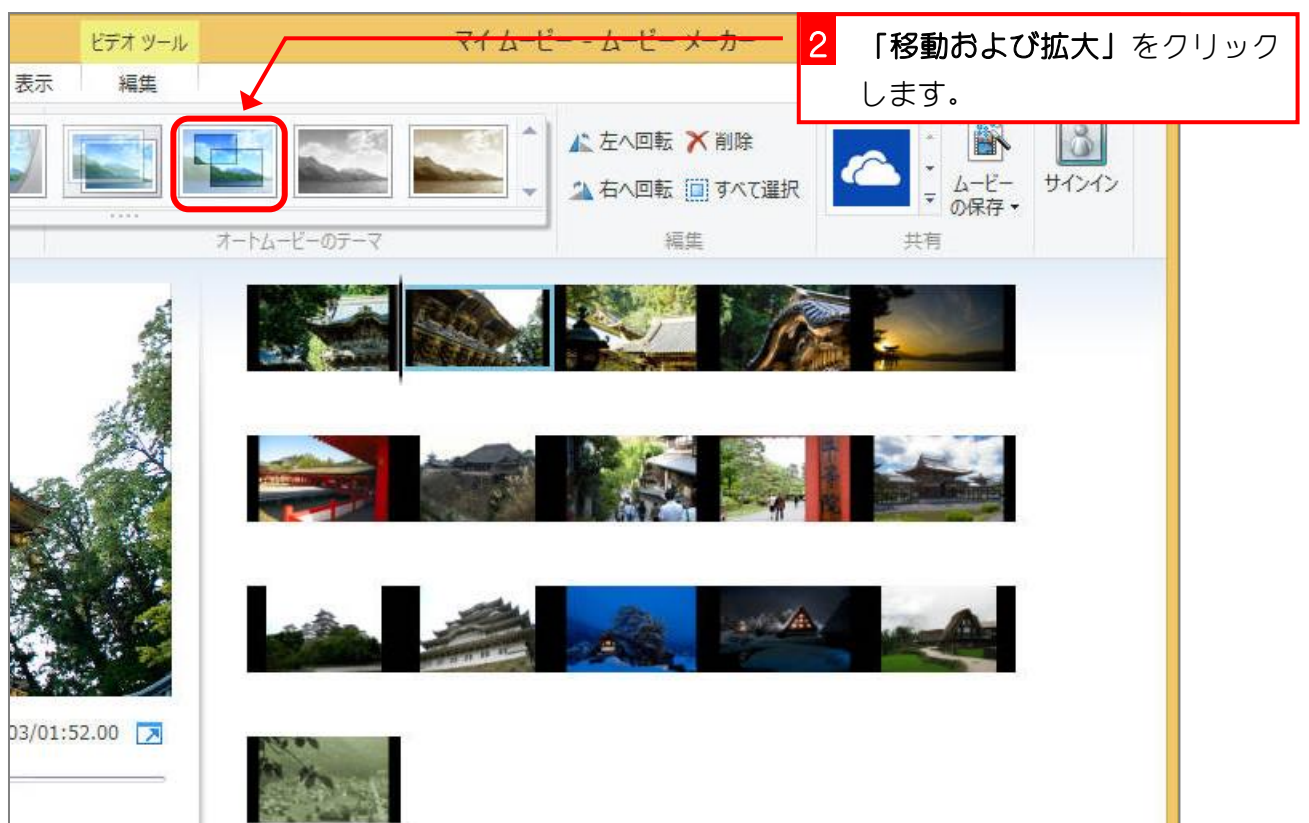 ビデオ ツール
マイ ムービー - ムービー メーカー
2 「移動および拡大」をクリック
します。
表示 編集
左へ回転 削除
右へ回転 すべて選択
ムービー
の保存
サインイン
オートムービーのテーマ 編集 共有
平等院
03/01:52.00